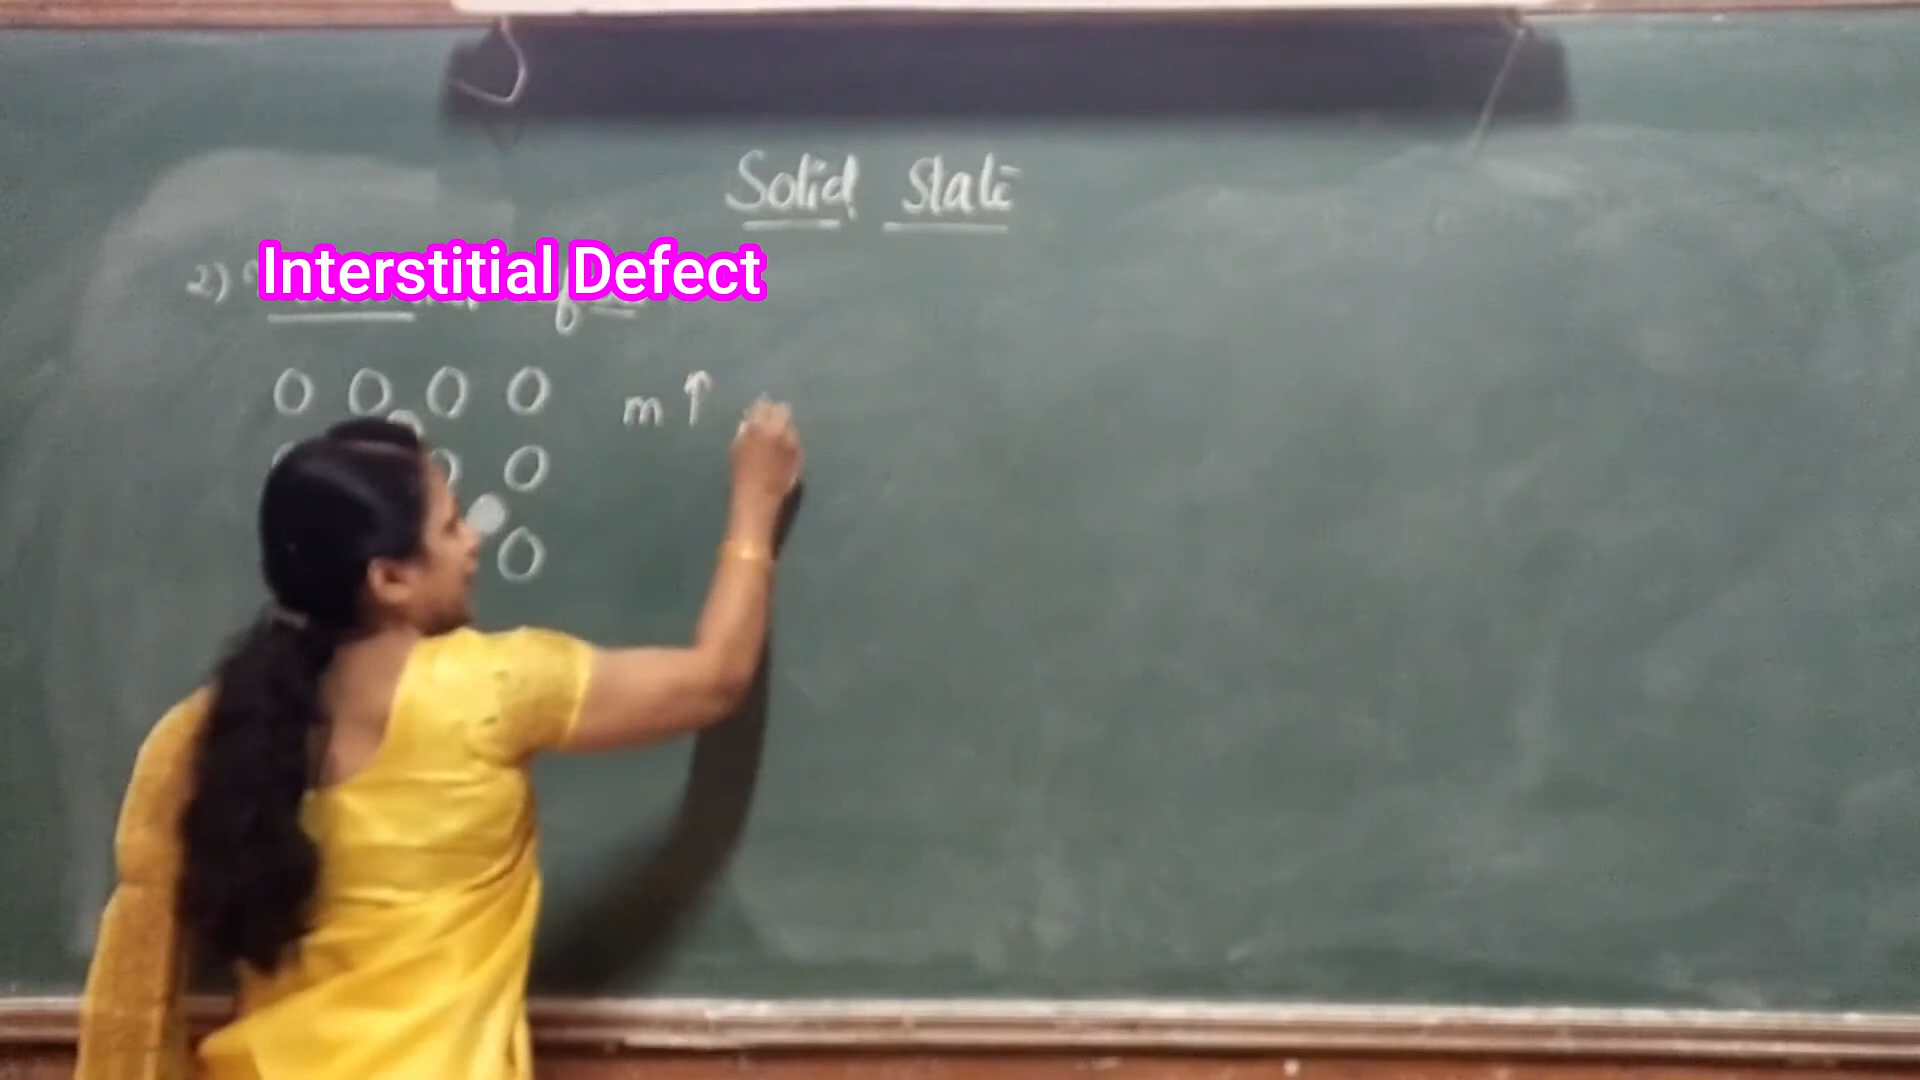 Solid State
2) Interstitial Defect
O O O O m ↑
O O
O